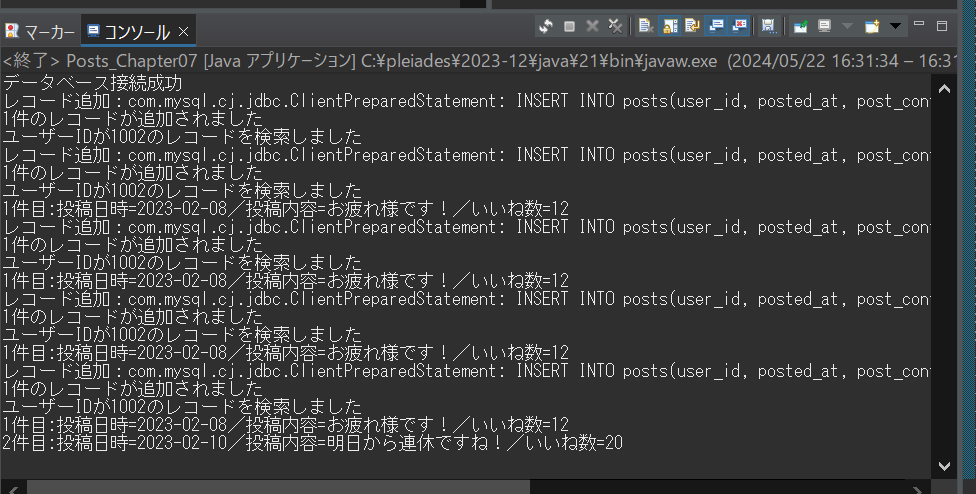 マーカー コンソール ×
<終了> Posts_Chapter07 [Java アプリケーション] C:¥pleiades¥2023-12¥java¥21¥bin¥javaw.exe (2024/05/22 16:31:34 – 16:31
データベース接続成功
レコード追加：com.mysql.cj.jdbc.ClientPreparedStatement: INSERT INTO posts(user_id, posted_at, post_con
1件のレコードが追加されました
ユーザーIDが1002のレコードを検索しました
レコード追加：com.mysql.cj.jdbc.ClientPreparedStatement: INSERT INTO posts(user_id, posted_at, post_con
1件のレコードが追加されました
ユーザーIDが1002のレコードを検索しました
1件目:投稿日時=2023-02-08／投稿内容=お疲れ様です！／いいね数=12
レコード追加：com.mysql.cj.jdbc.ClientPreparedStatement: INSERT INTO posts(user_id, posted_at, post_con
1件のレコードが追加されました
ユーザーIDが1002のレコードを検索しました
1件目:投稿日時=2023-02-08／投稿内容=お疲れ様です！／いいね数=12
レコード追加：com.mysql.cj.jdbc.ClientPreparedStatement: INSERT INTO posts(user_id, posted_at, post_con
1件のレコードが追加されました
ユーザーIDが1002のレコードを検索しました
1件目:投稿日時=2023-02-08／投稿内容=お疲れ様です！／いいね数=12
レコード追加：com.mysql.cj.jdbc.ClientPreparedStatement: INSERT INTO posts(user_id, posted_at, post_con
1件のレコードが追加されました
ユーザーIDが1002のレコードを検索しました
1件目:投稿日時=2023-02-08／投稿内容=お疲れ様です！／いいね数=12
2件目:投稿日時=2023-02-10／投稿内容=明日から連休ですね！／いいね数=20